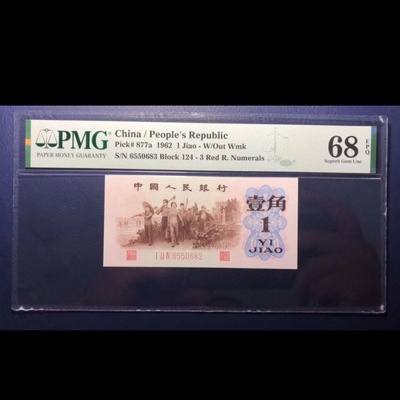 PMG
PAPER MONEY GUARANTY
China / People's Republic
Pick# 877a 1962 1 Jiao - W/Out Wmk
S/N 6550683 Block 124 - 3 Red R. Numerals
68
EPQ
Superb Gem Unc
中國人民銀行
壹角
1
YI
JIAO
6550683